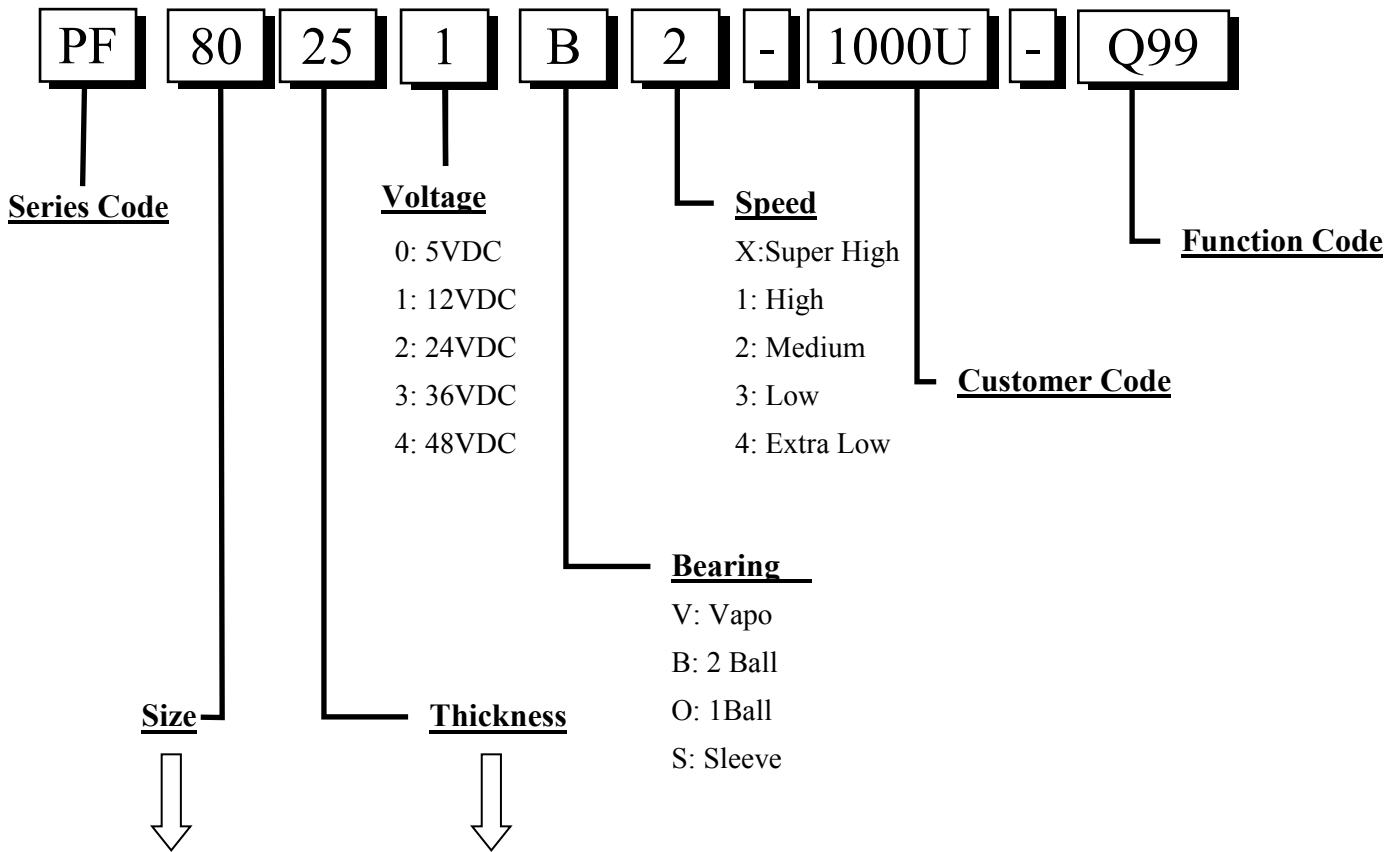 PF 80 25 1 B 2 - 1000U - Q99
Series Code
Voltage
0: 5VDC
1: 12VDC
2: 24VDC
3: 36VDC
4: 48VDC
Speed
X:Super High
1: High
2: Medium
3: Low
4: Extra Low
Function Code
Customer Code
Bearing
V: Vapo
B: 2 Ball
O: 1Ball
S: Sleeve
Size
Thickness